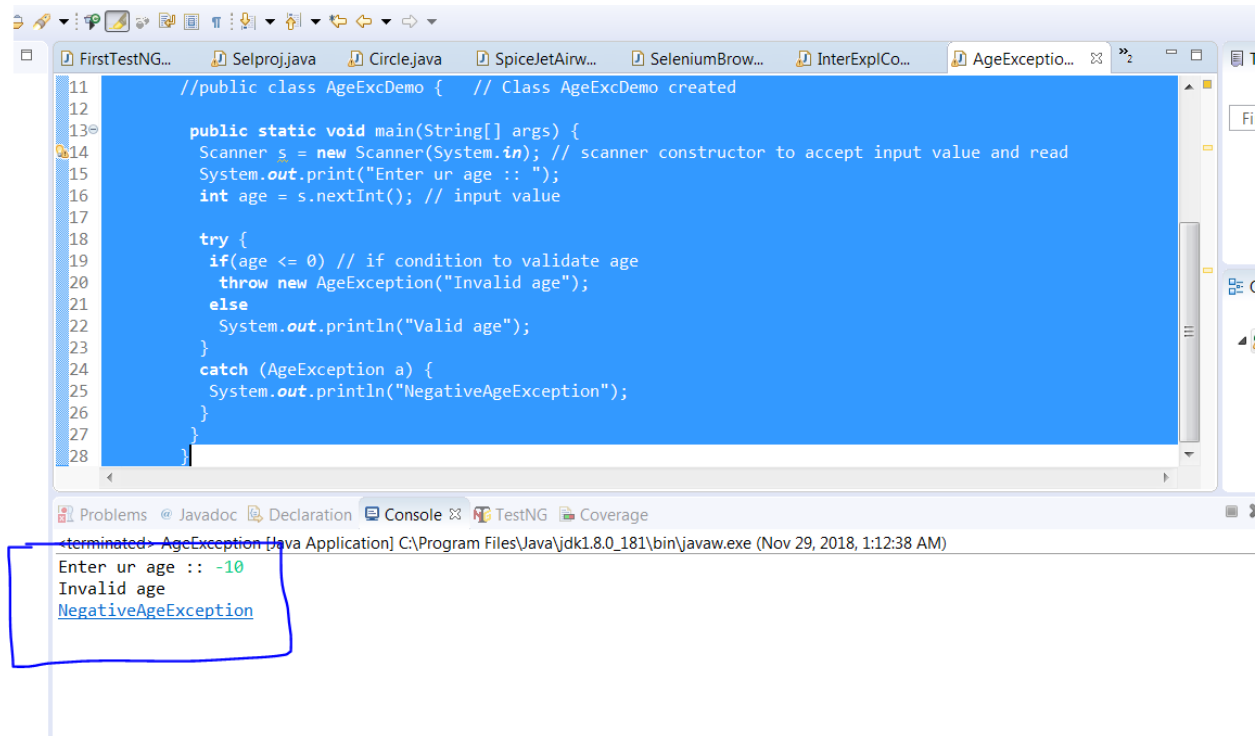 FirstTestNG... Selproj.java Circle.java SpiceJetAirw... SeleniumBrow... InterExplCo... AgeExceptio... »2
11 //public class AgeExcDemo { // Class AgeExcDemo created
12
13 public static void main(String[] args) {
14 Scanner s = new Scanner(System.in); // scanner constructor to accept input value and read
15 System.out.print("Enter ur age :: ");
16 int age = s.nextInt(); // input value
17
18 try {
19 if(age <= 0) // if condition to validate age
20 throw new AgeException("Invalid age");
21 else
22 System.out.println("Valid age");
23 }
24 catch (AgeException a) {
25 System.out.println("NegativeAgeException");
26 }
27 }
28 }
Fi
Problems Javadoc Declaration Console TestNG Coverage
<terminated> AgeException [Java Application] C:\Program Files\Java\jdk1.8.0_181\bin\javaw.exe (Nov 29, 2018, 1:12:38 AM)
Enter ur age :: -10
Invalid age
NegativeAgeException